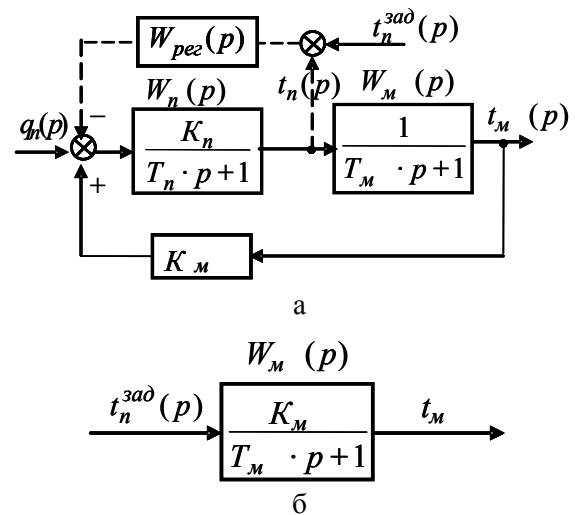 W_рег(p)
t_п^зад(p)
W_п(p)
t_п(p)
W_м (p)
q_п(p)
−
K_п
T_п · p+1
1
T_м · p+1
t_м (p)
+
K_м
а
W_м (p)
t_п^зад(p)
K_м
T_м · p+1
t_м
б